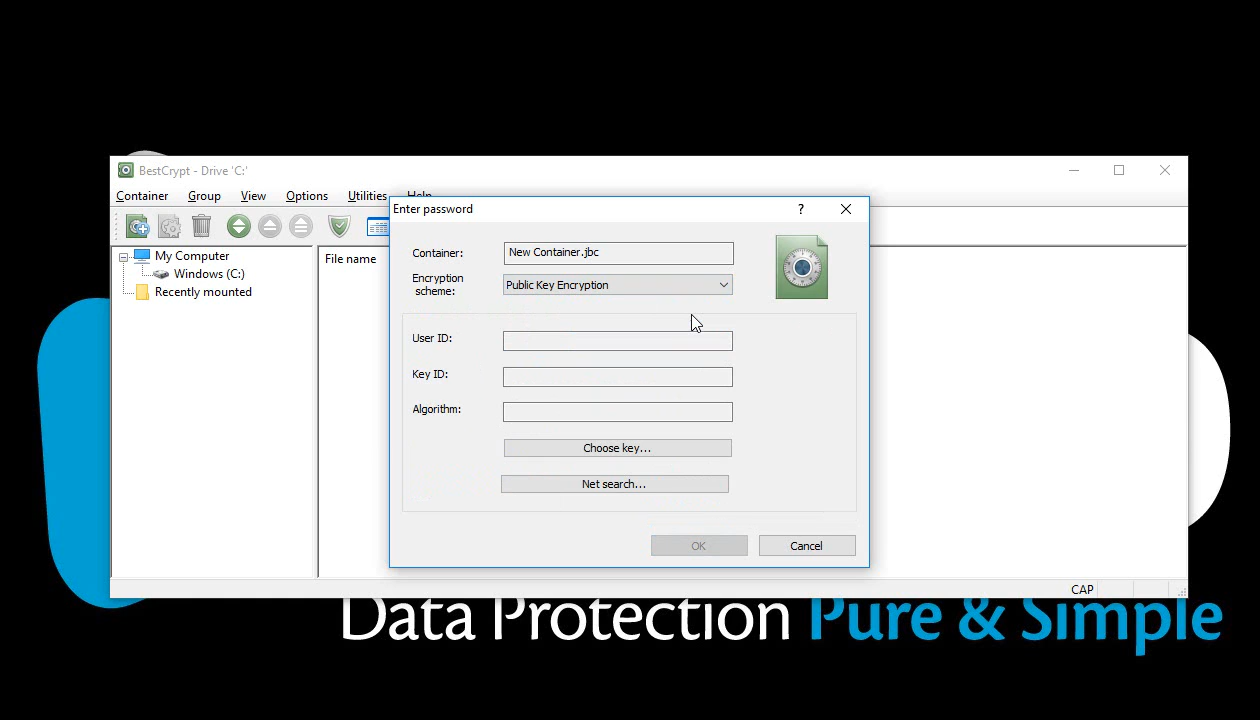 BestCrypt - Drive 'C:'
Container Group View Options Utilities Help
Enter password
?
My Computer
Windows (C:)
Recently mounted
File name
Container: New Container.jbc
Encryption scheme: Public Key Encryption
User ID:
Key ID:
Algorithm:
Choose key...
Net search...
OK Cancel
CAP
Data Protection Pure & Simple